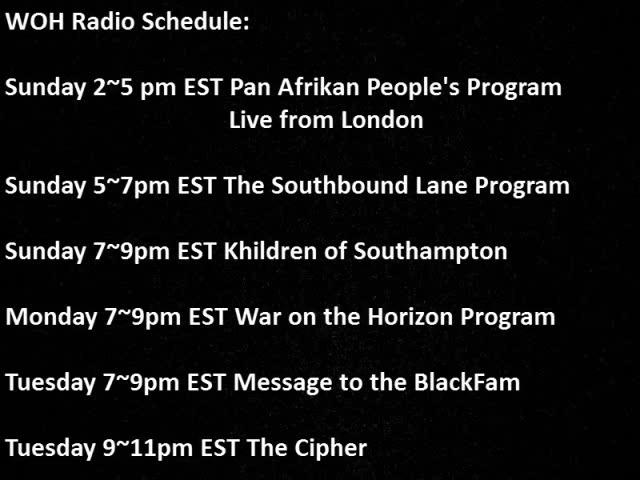 WOH Radio Schedule:
Sunday 2~5 pm EST Pan Afrikan People's Program
Live from London
Sunday 5~7pm EST The Southbound Lane Program
Sunday 7~9pm EST Khildren of Southampton
Monday 7~9pm EST War on the Horizon Program
Tuesday 7~9pm EST Message to the BlackFam
Tuesday 9~11pm EST The Cipher